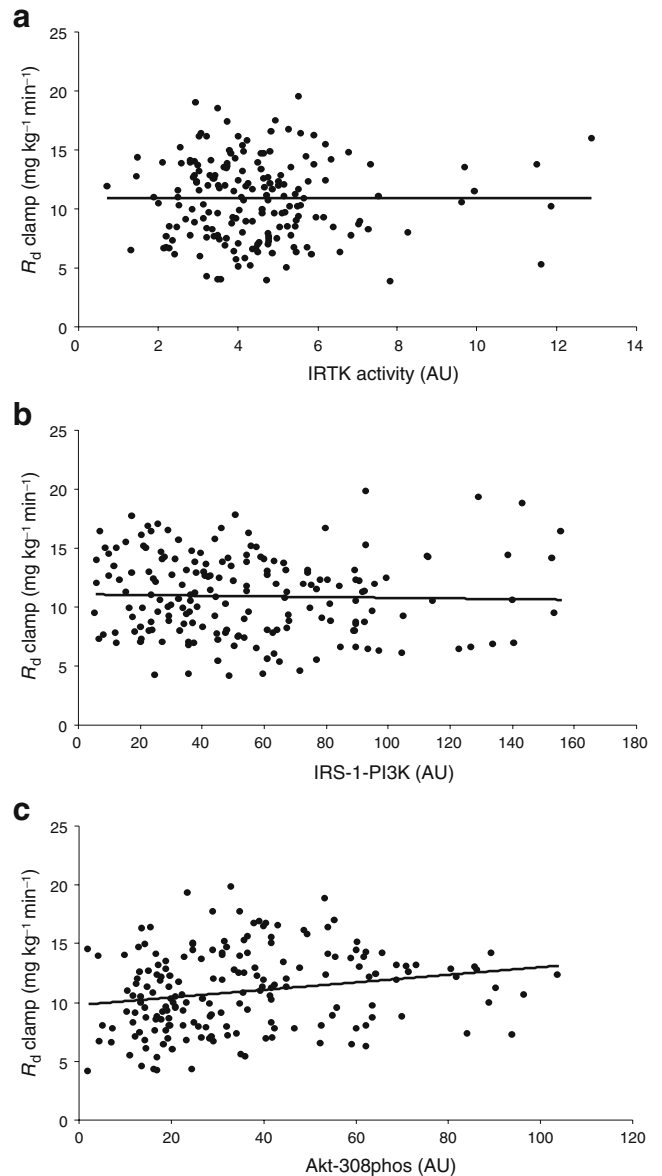 a
25
20
15
10
5
0
R_d clamp (mg kg⁻¹ min⁻¹)
0 2 4 6 8 10 12 14
IRTK activity (AU)
b
25
20
15
10
5
0
R_d clamp (mg kg⁻¹ min⁻¹)
0 20 40 60 80 100 120 140 160 180
IRS-1-PI3K (AU)
c
25
20
15
10
5
0
R_d clamp (mg kg⁻¹ min⁻¹)
0 20 40 60 80 100 120
Akt-308phos (AU)